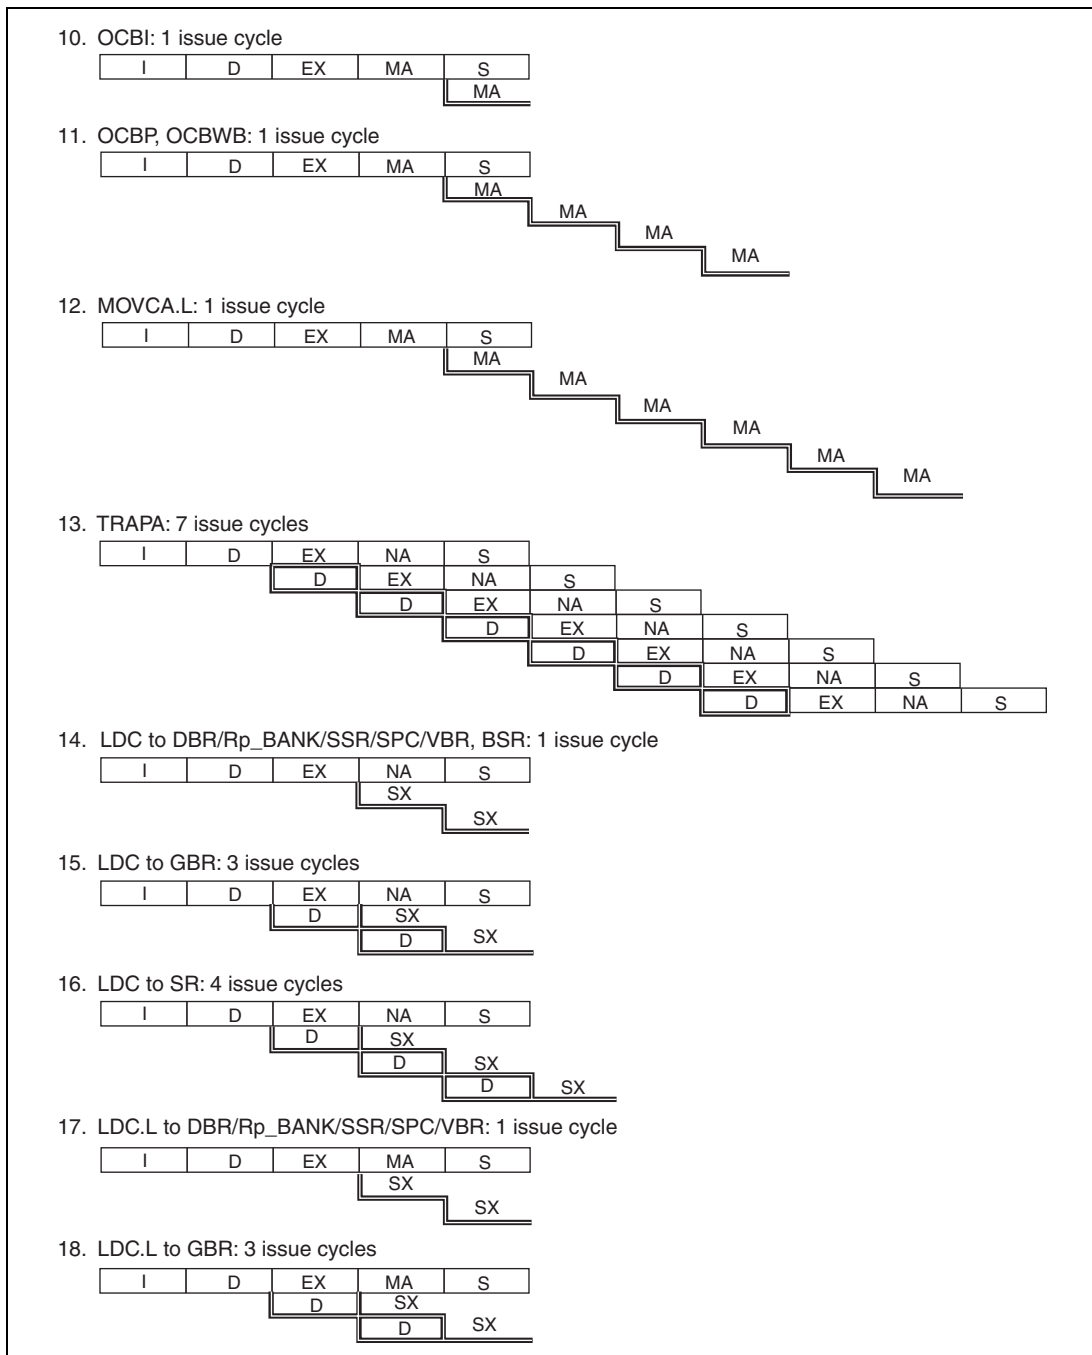 10. OCBI: 1 issue cycle
I D EX MA S
MA
11. OCBP, OCBWB: 1 issue cycle
I D EX MA S
MA
MA
MA
MA
12. MOVCA.L: 1 issue cycle
I D EX MA S
MA
MA
MA
MA
MA
MA
13. TRAPA: 7 issue cycles
I D EX NA S
D EX NA S
D EX NA S
D EX NA S
D EX NA S
D EX NA S
D EX NA S
14. LDC to DBR/Rp_BANK/SSR/SPC/VBR, BSR: 1 issue cycle
I D EX NA S
SX
SX
15. LDC to GBR: 3 issue cycles
I D EX NA S
D SX
D SX
16. LDC to SR: 4 issue cycles
I D EX NA S
D SX
D SX
D SX
17. LDC.L to DBR/Rp_BANK/SSR/SPC/VBR: 1 issue cycle
I D EX MA S
SX
SX
18. LDC.L to GBR: 3 issue cycles
I D EX MA S
D SX
D SX